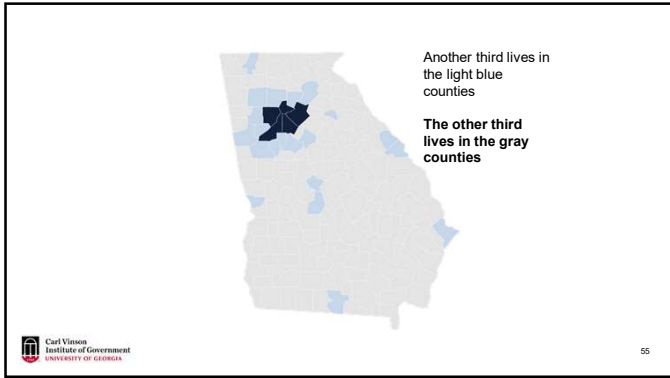 Another third lives in
the light blue
counties
The other third
lives in the gray
counties
Carl Vinson
Institute of Government
UNIVERSITY OF GEORGIA
55